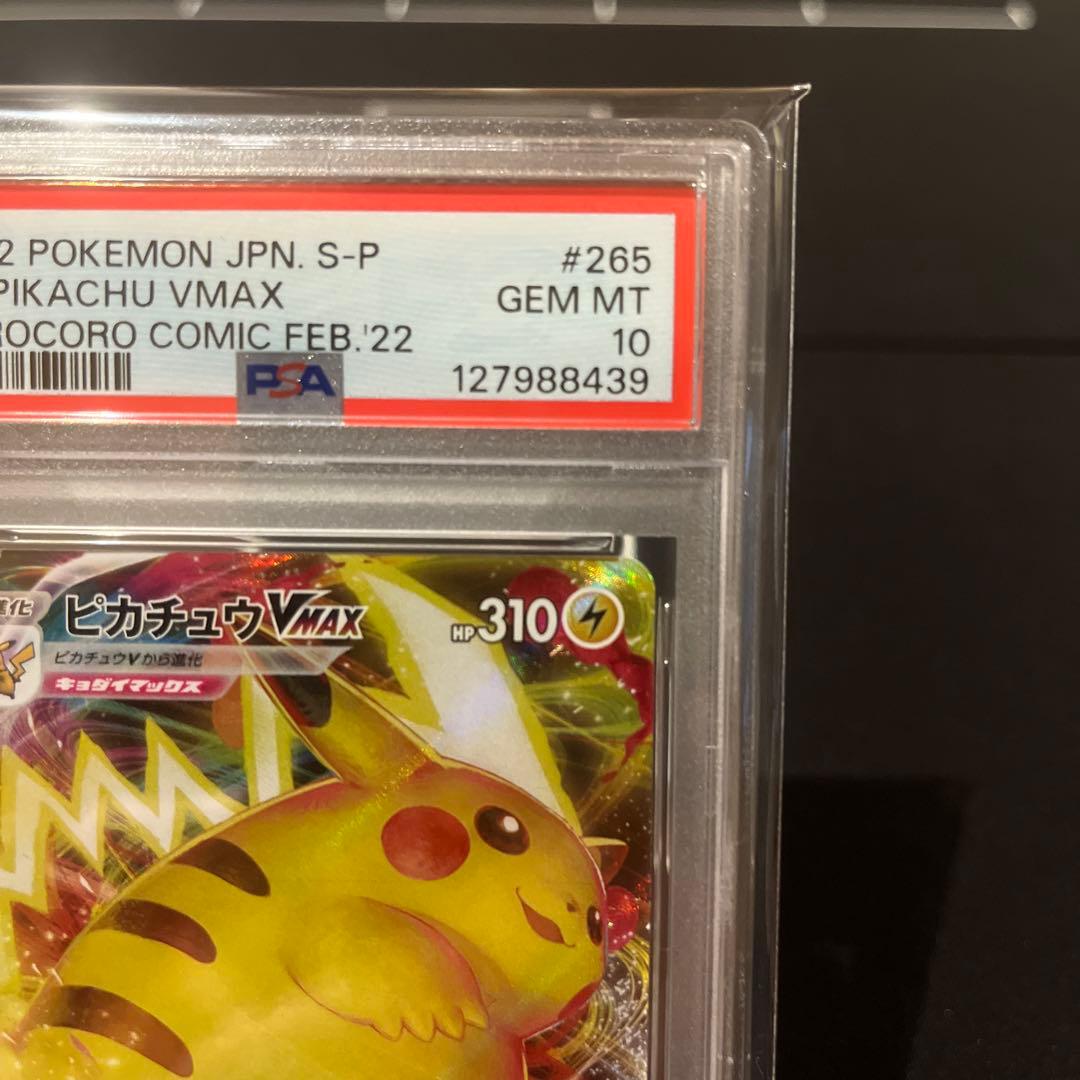 2 POKEMON JPN. S-P #265
PIKACHU VMAX GEM MT
ROCORO COMIC FEB.'22 10
PSA 127988439
進化 ピカチュウVMAX HP310
ピカチュウVから進化
キョダイマックス